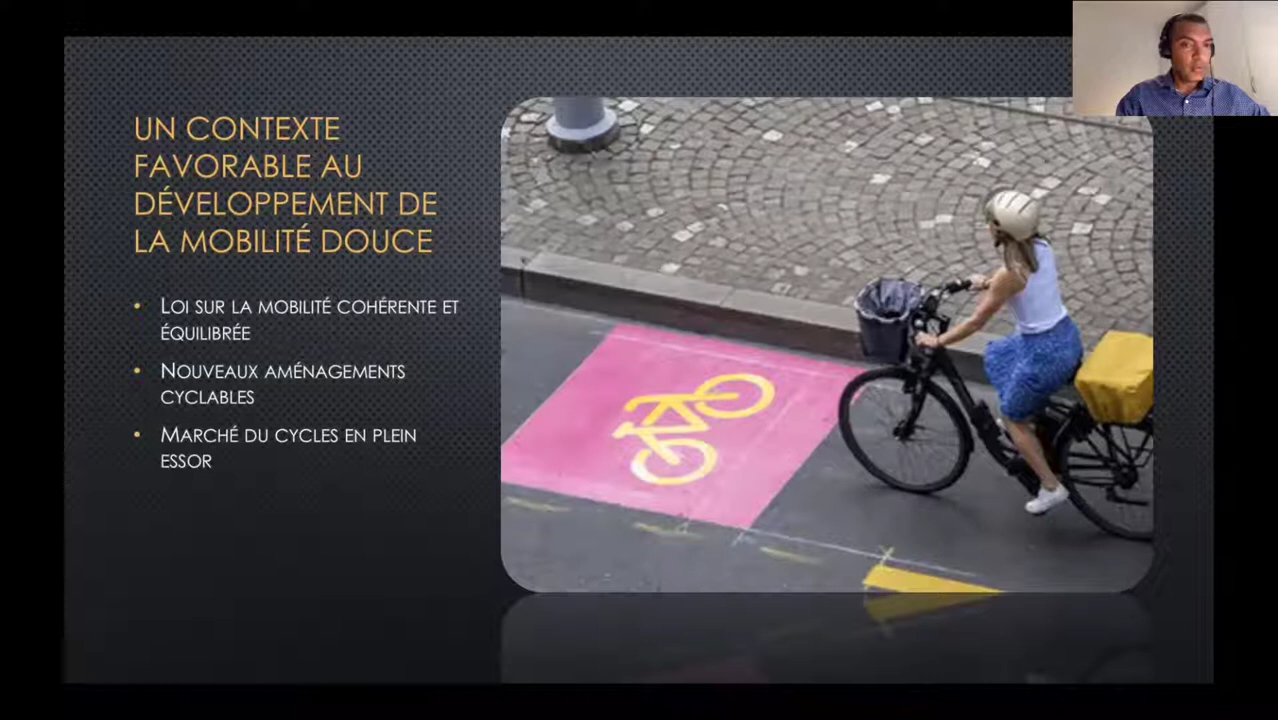 UN CONTEXTE
FAVORABLE AU
DÉVELOPPEMENT DE
LA MOBILITÉ DOUCE
• LOI SUR LA MOBILITÉ COHÉRENTE ET
ÉQUILIBRÉE
• NOUVEAUX AMÉNAGEMENTS
CYCLABLES
• MARCHÉ DU CYCLES EN PLEIN
ESSOR